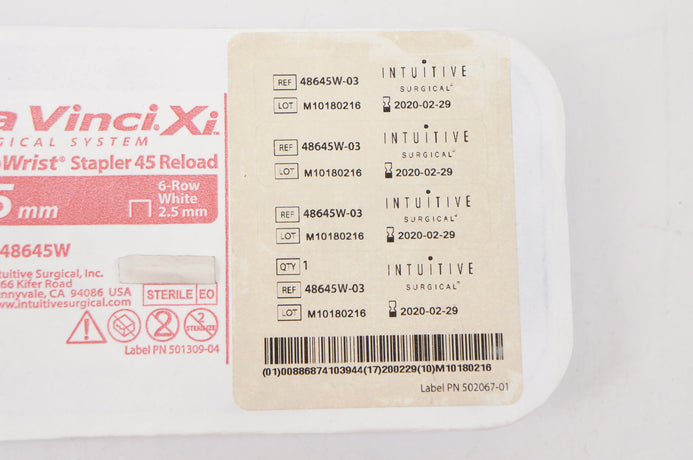 a Vinci.Xi
GICAL SYSTEM
Wrist® Stapler 45 Reload
5 mm
6-Row
White
2.5 mm
48645W
tuitive Surgical, Inc.
66 Kifer Road
nnyvale, CA 94086 USA
www.intuitivesurgical.com
STERILE EO
2
2
STERILIZE
Label PN 501309-04
REF 48645W-03
INTUITIVE
SURGICAL®
LOT M10180216
2020-02-29
REF 48645W-03
INTUITIVE
SURGICAL®
LOT M10180216
2020-02-29
REF 48645W-03
INTUITIVE
SURGICAL®
LOT M10180216
2020-02-29
QTY 1
INTUITIVE
SURGICAL®
REF 48645W-03
LOT M10180216
2020-02-29
(01)00886874103944(17)200229(10)M10180216
Label PN 502067-01